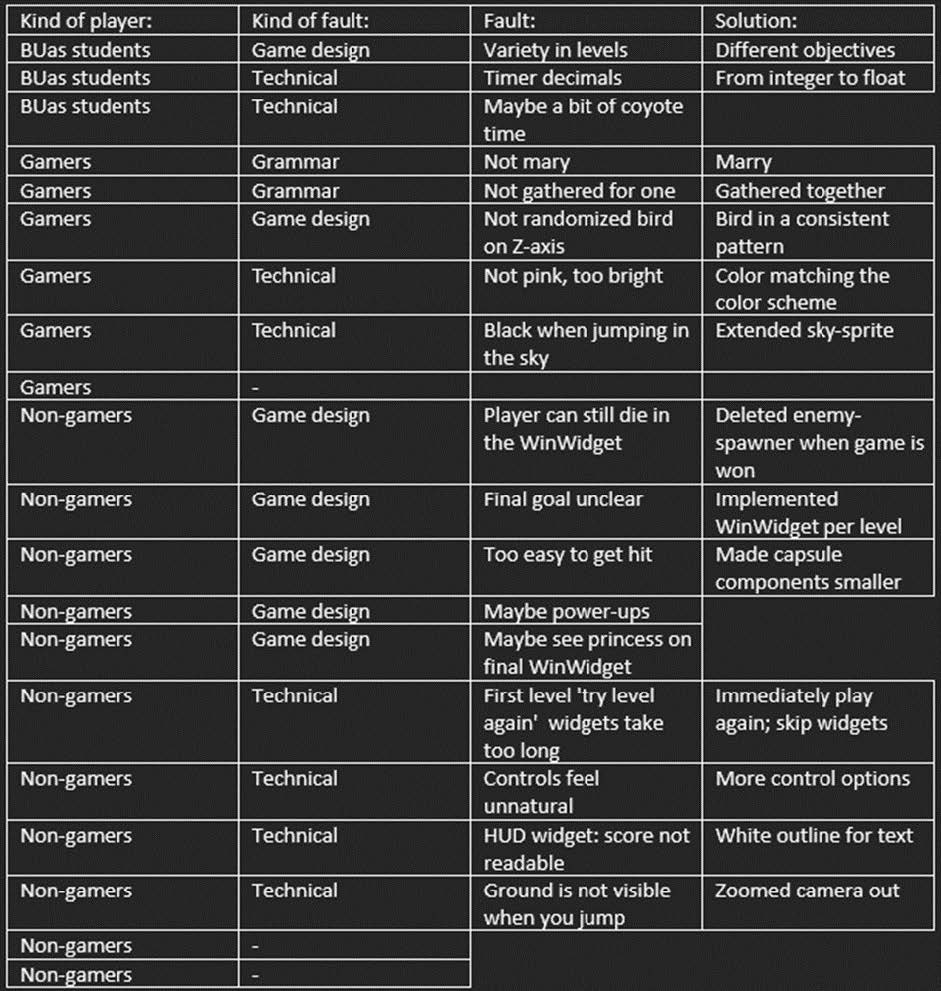 Kind of player: Kind of fault: Fault: Solution:
BUas students Game design Variety in levels Different objectives
BUas students Technical Timer decimals From integer to float
BUas students Technical Maybe a bit of coyote
time
Gamers Grammar Not mary Marry
Gamers Grammar Not gathered for one Gathered together
Gamers Game design Not randomized bird Bird in a consistent
on Z-axis pattern
Gamers Technical Not pink, too bright Color matching the
color scheme
Gamers Technical Black when jumping in Extended sky-sprite
the sky
Gamers -
Non-gamers Game design Player can still die in Deleted enemy-
the WinWidget spawner when game is
won
Non-gamers Game design Final goal unclear Implemented
WinWidget per level
Non-gamers Game design Too easy to get hit Made capsule
components smaller
Non-gamers Game design Maybe power-ups
Non-gamers Game design Maybe see princess on
final WinWidget
Non-gamers Technical First level 'try level Immediately play
again' widgets take again; skip widgets
too long
Non-gamers Technical Controls feel More control options
unnatural
Non-gamers Technical HUD widget: score not White outline for text
readable
Non-gamers Technical Ground is not visible Zoomed camera out
when you jump
Non-gamers -
Non-gamers -